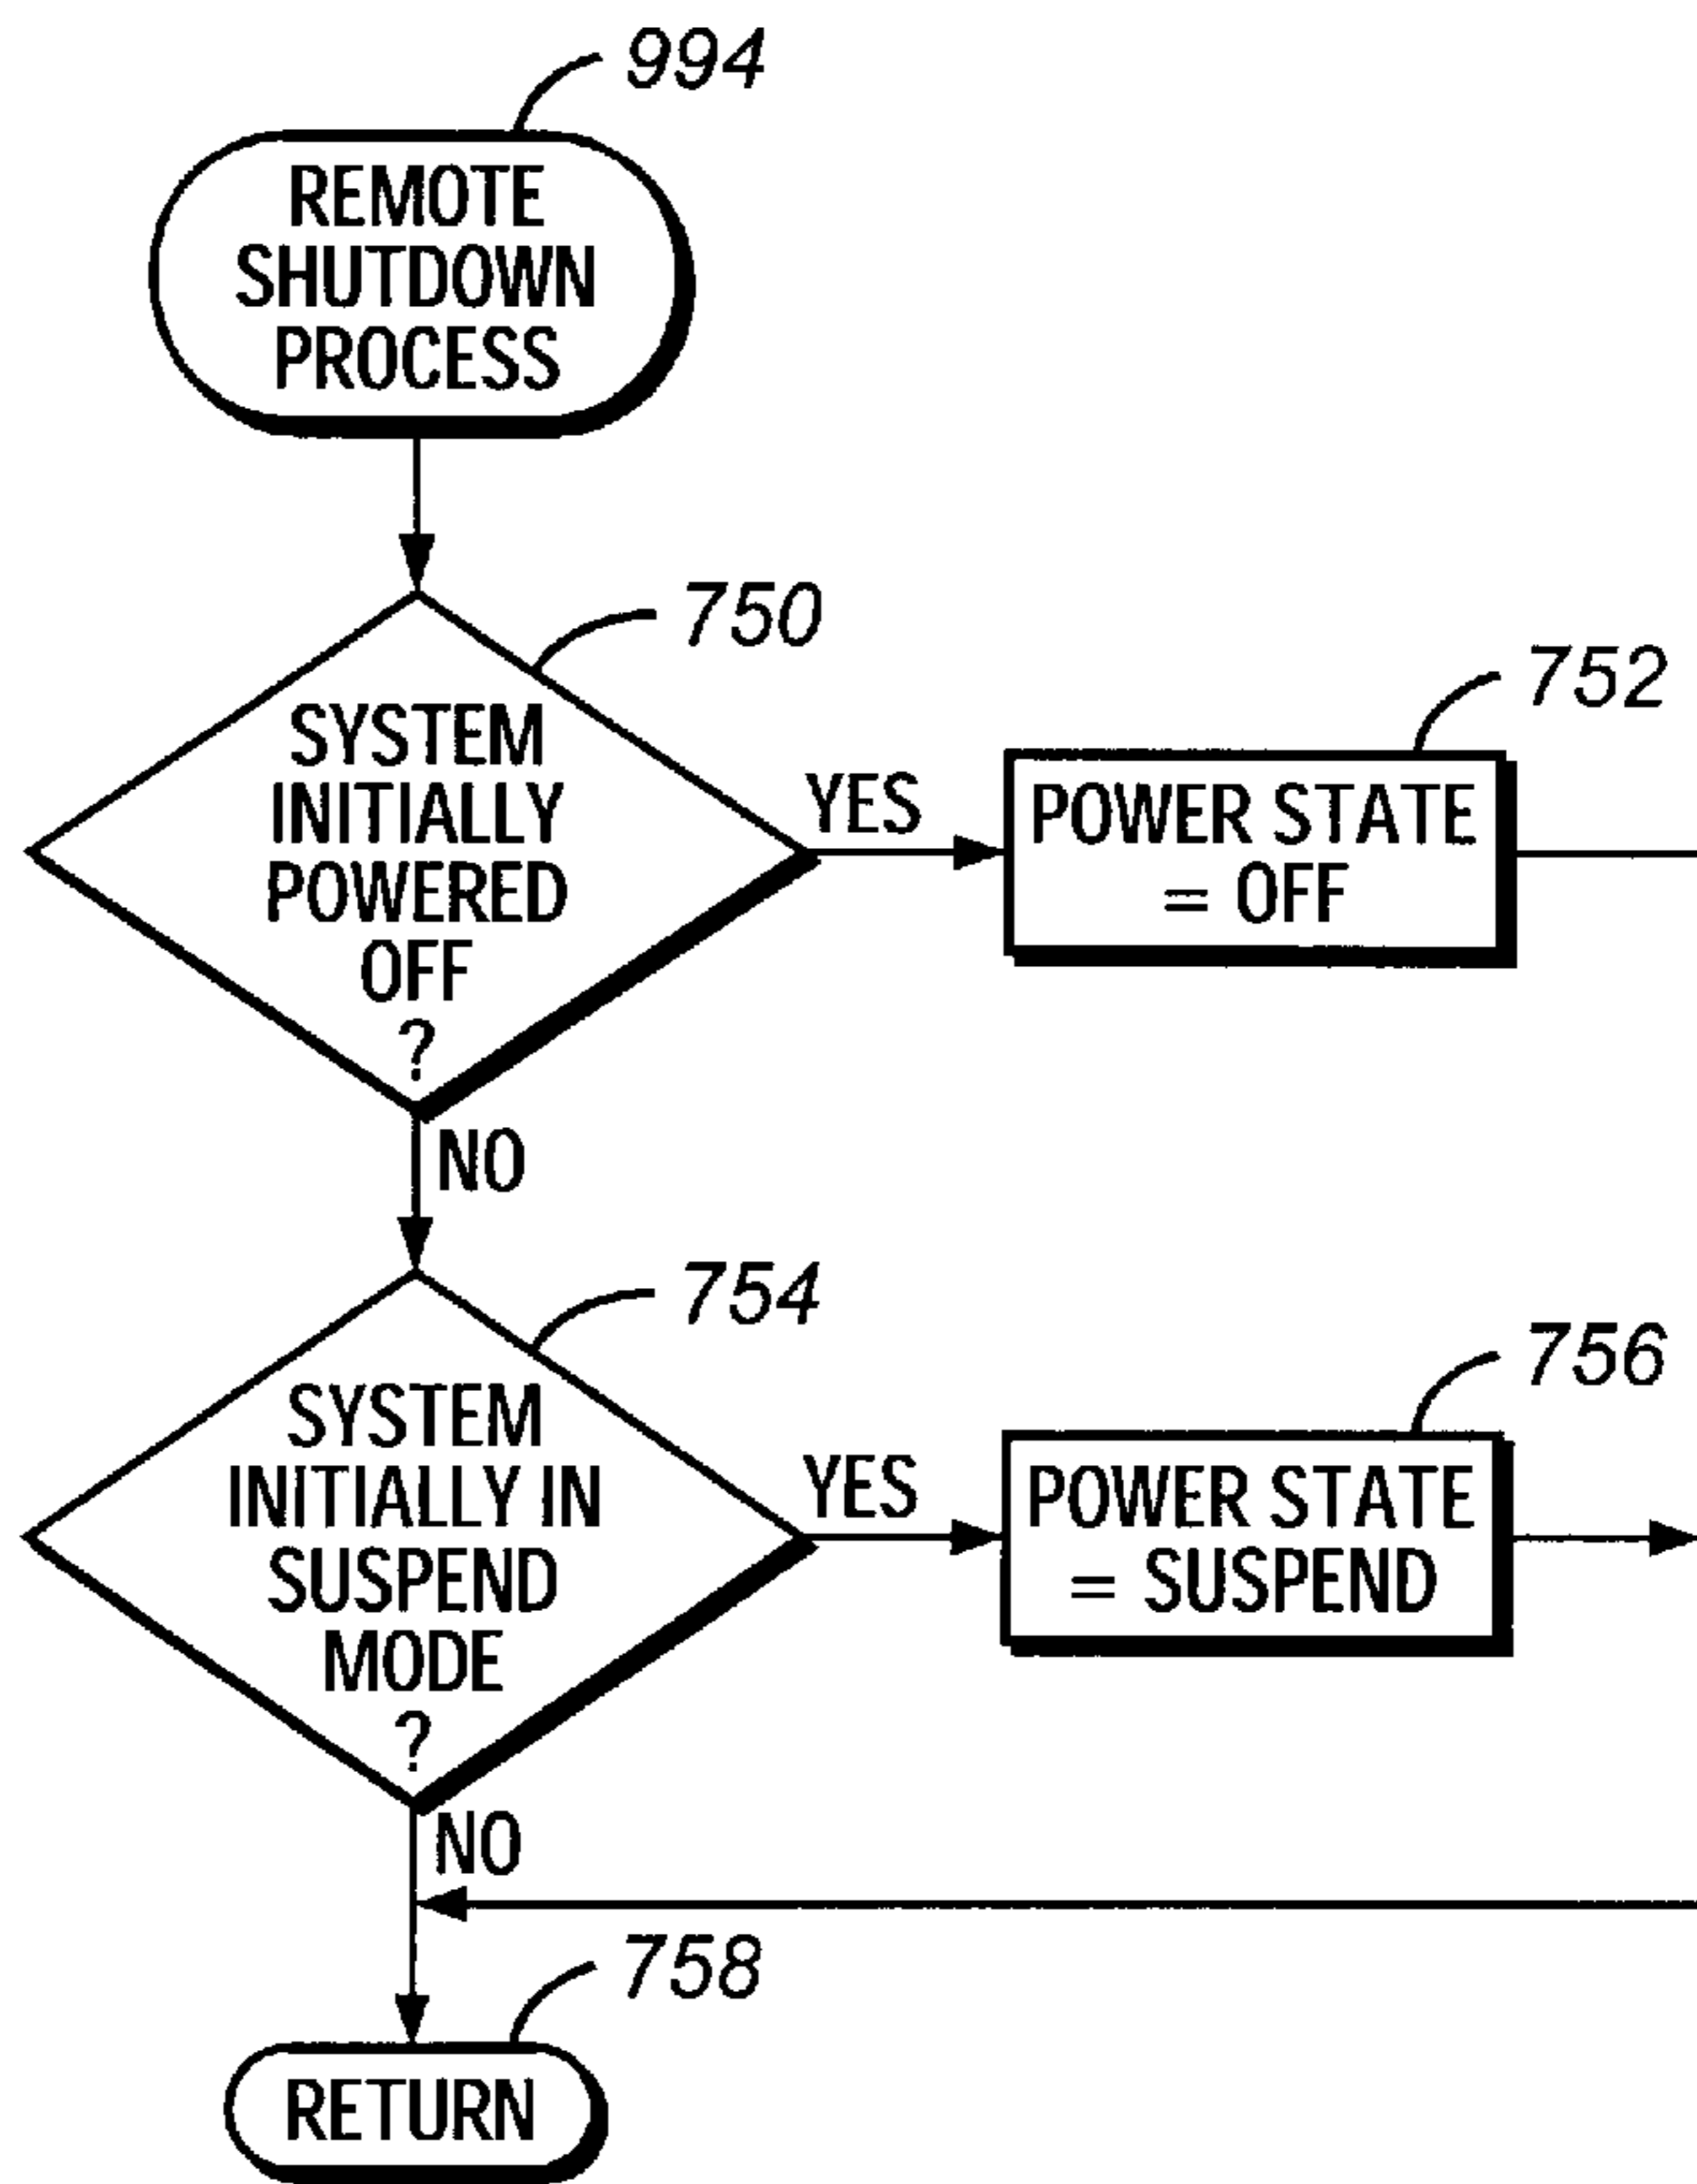 994
REMOTE
SHUTDOWN
PROCESS
750
SYSTEM
INITIALLY
POWERED
OFF
?
YES
752
POWER STATE
= OFF
NO
754
SYSTEM
INITIALLY IN
SUSPEND
MODE
?
YES
756
POWER STATE
= SUSPEND
NO
758
RETURN